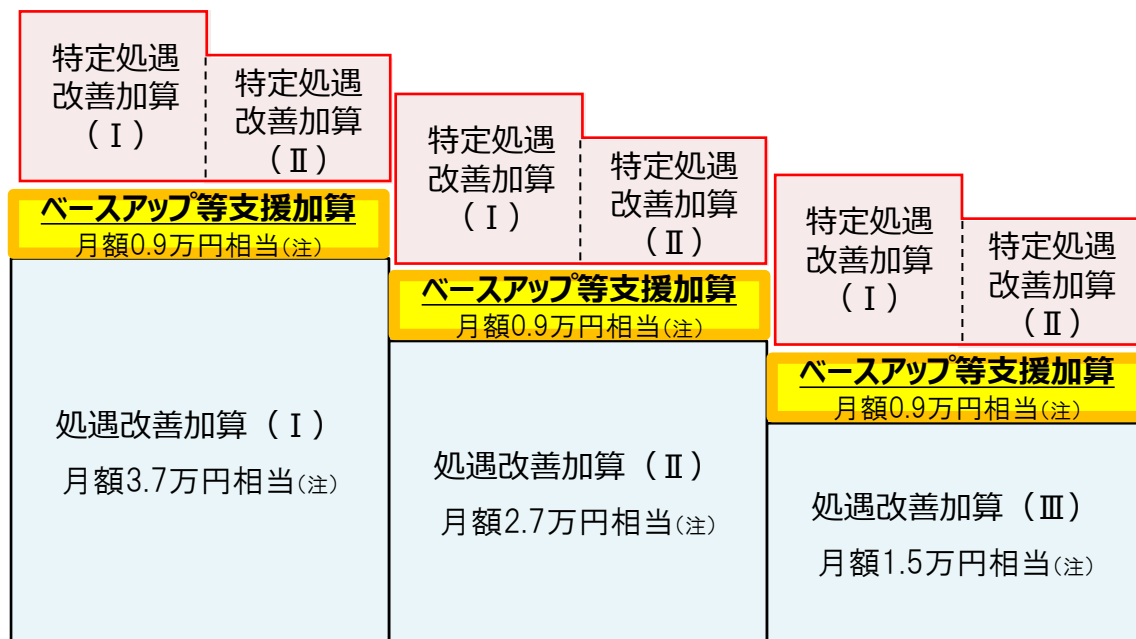 特定処遇
改善加算
（Ⅰ）
特定処遇
改善加算
（Ⅱ）
ベースアップ等支援加算
月額0.9万円相当(注)
処遇改善加算（Ⅰ）
月額3.7万円相当(注)
特定処遇
改善加算
（Ⅰ）
特定処遇
改善加算
（Ⅱ）
ベースアップ等支援加算
月額0.9万円相当(注)
処遇改善加算（Ⅱ）
月額2.7万円相当(注)
特定処遇
改善加算
（Ⅰ）
特定処遇
改善加算
（Ⅱ）
ベースアップ等支援加算
月額0.9万円相当(注)
処遇改善加算（Ⅲ）
月額1.5万円相当(注)